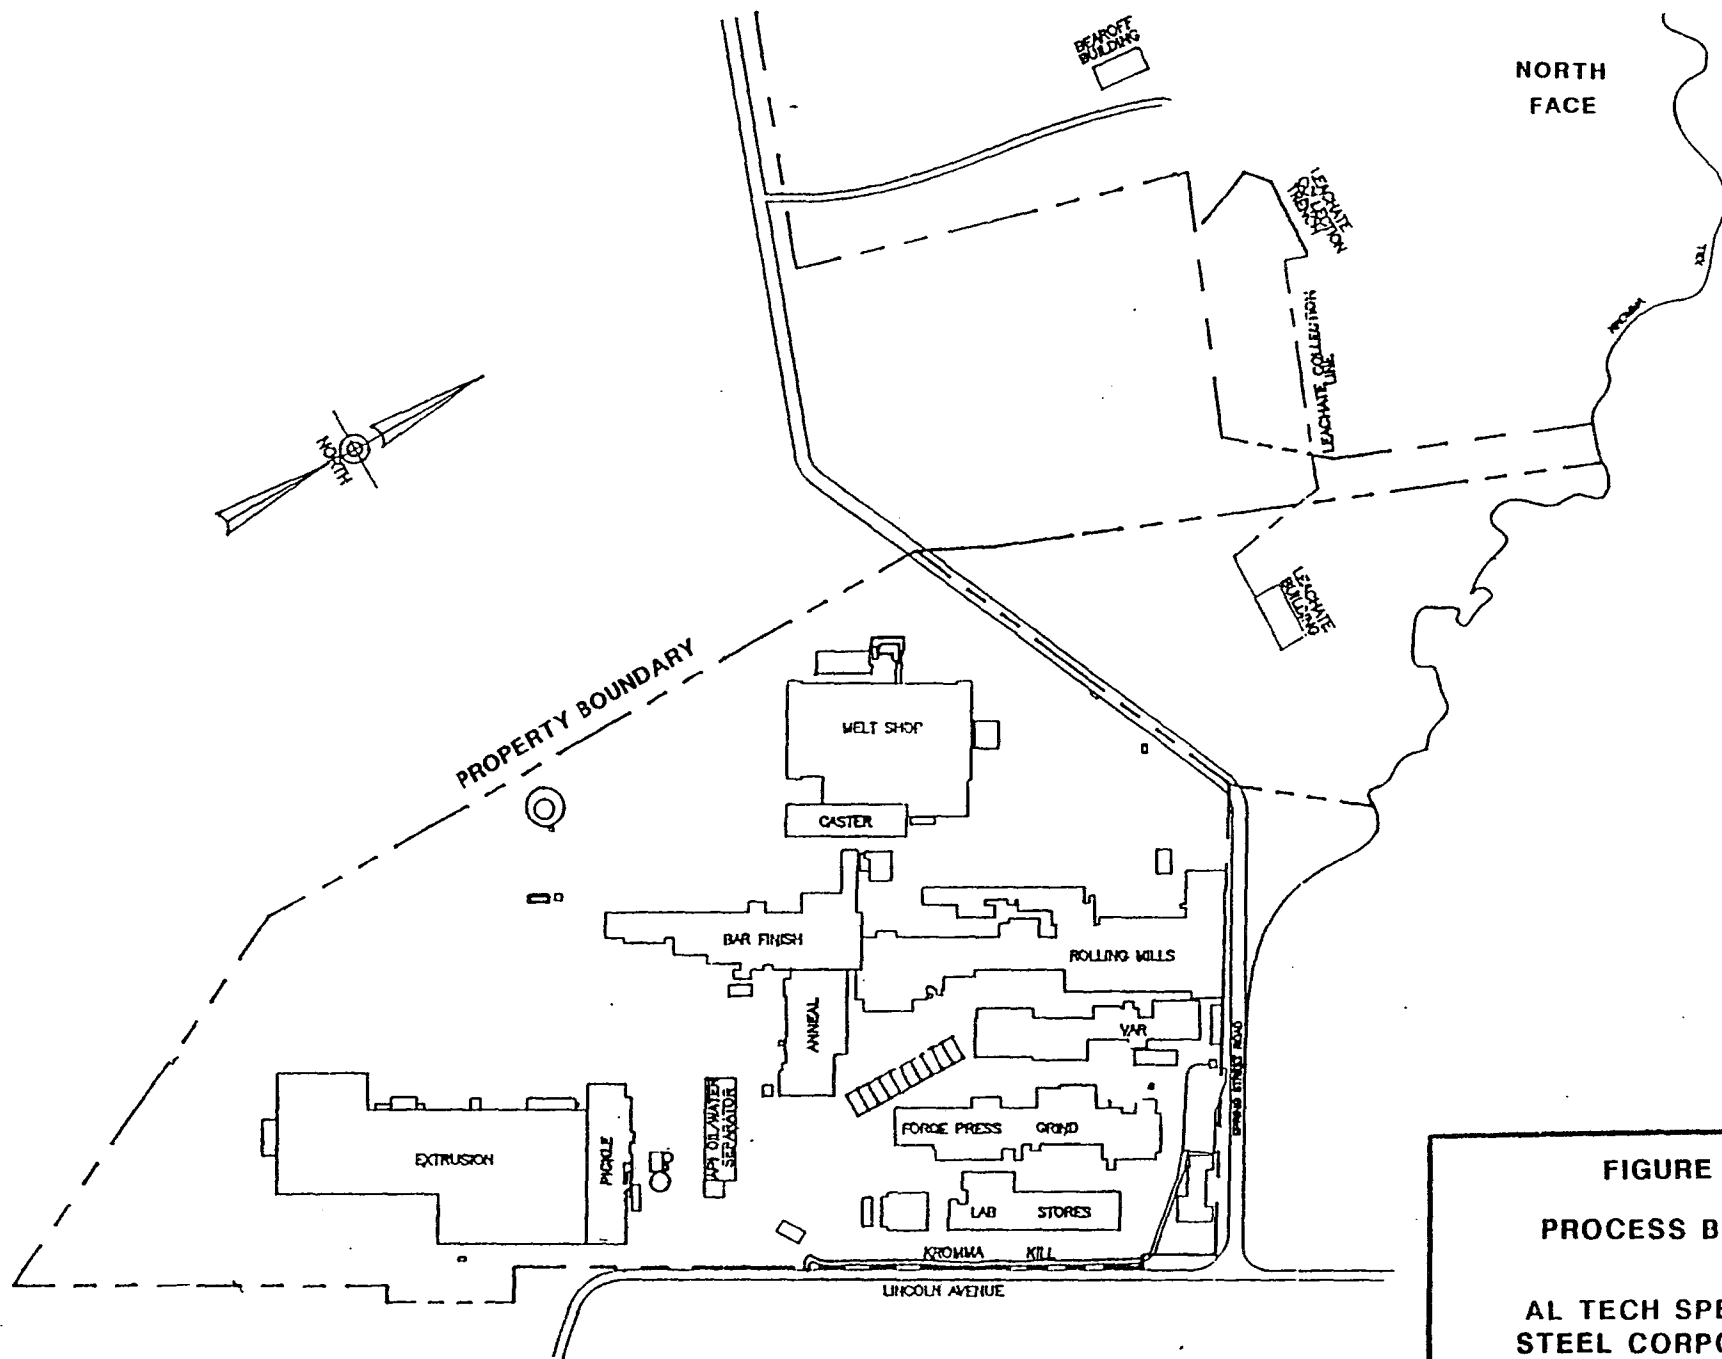 BEAROFF
BUILDING
NORTH
FACE
LEACHATE
COLLECTION
TRENCH
KILL
KROMMA
LEACHATE COLLECTION
LINE
NORTH
LEACHATE
BUILDING
PROPERTY BOUNDARY
MELT SHOP
CASTER
BAR FINISH
ROLLING MILLS
ANNEAL
VAR
SPRING STREET ROAD
API OIL/WATER
SEPARATOR
FORGE PRESS GRIND
EXTRUSION
PICKLE
LAB STORES
KROMMA KILL
LINCOLN AVENUE
FIGURE
PROCESS B
AL TECH SPE
STEEL CORPO